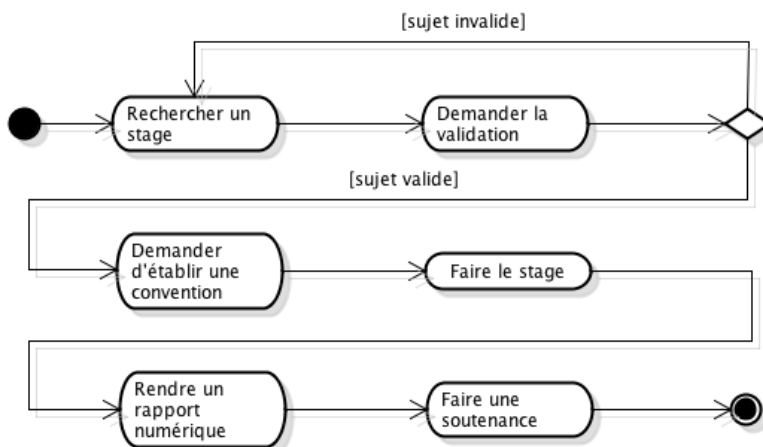 [sujet invalide]
Rechercher un
stage
Demander la
validation
[sujet valide]
Demander
d'établir une
convention
Faire le stage
Rendre un
rapport
numérique
Faire une
soutenance